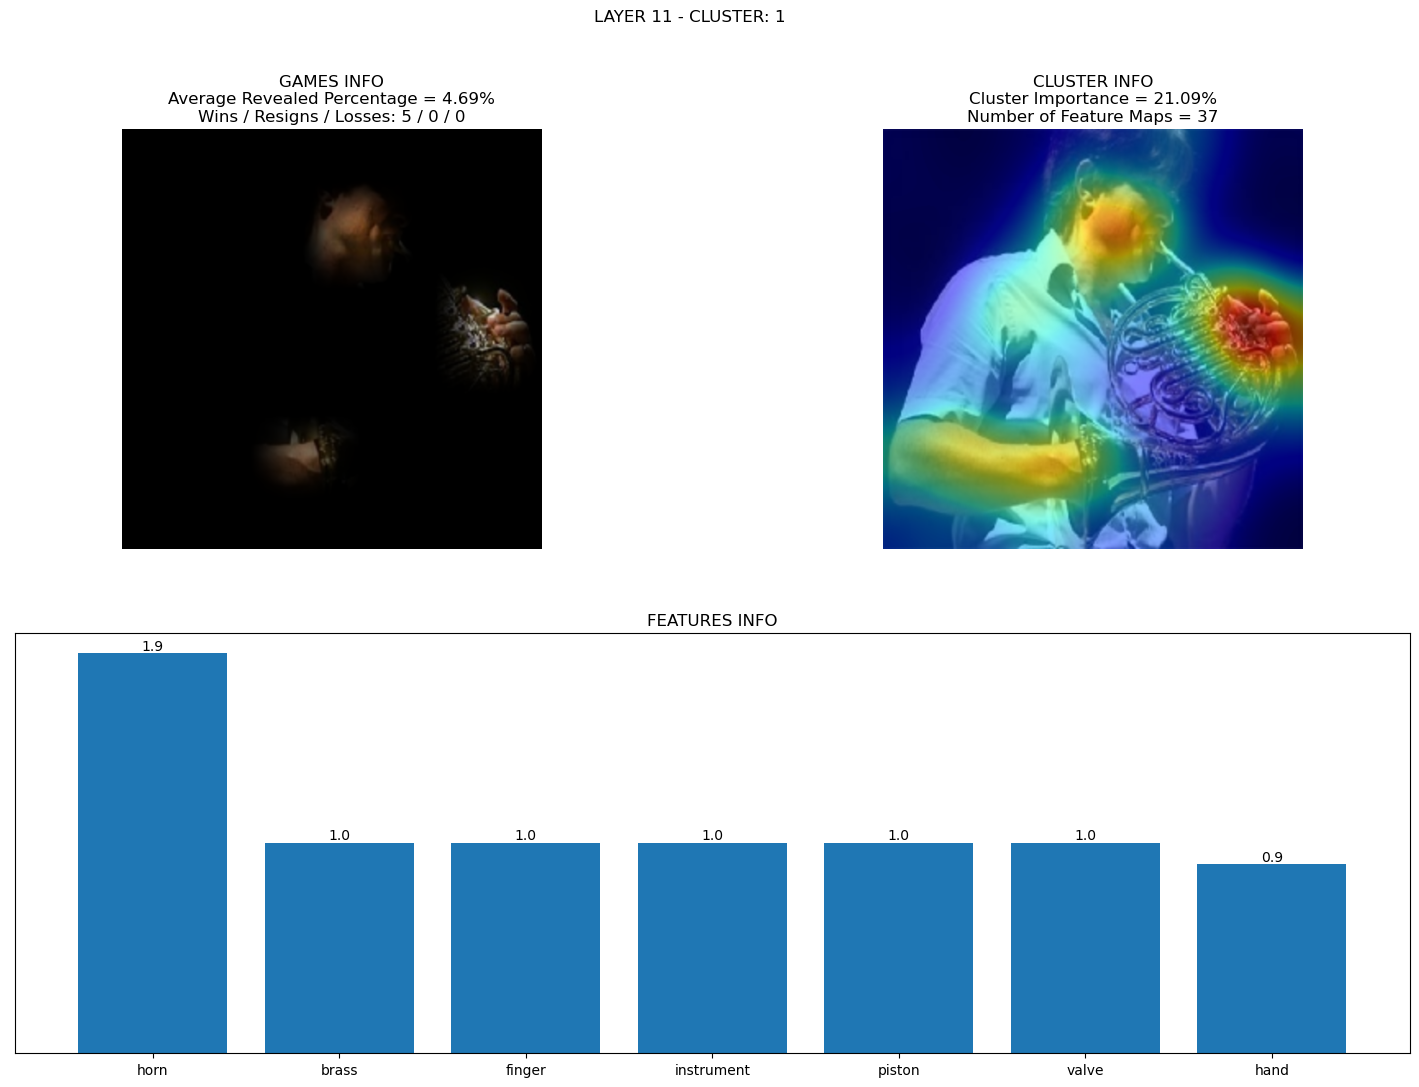 LAYER 11 - CLUSTER: 1
GAMES INFO
Average Revealed Percentage = 4.69%
Wins / Resigns / Losses: 5 / 0 / 0
CLUSTER INFO
Cluster Importance = 21.09%
Number of Feature Maps = 37
FEATURES INFO
1.9
1.0
1.0
1.0
1.0
1.0
0.9
horn
brass
finger
instrument
piston
valve
hand